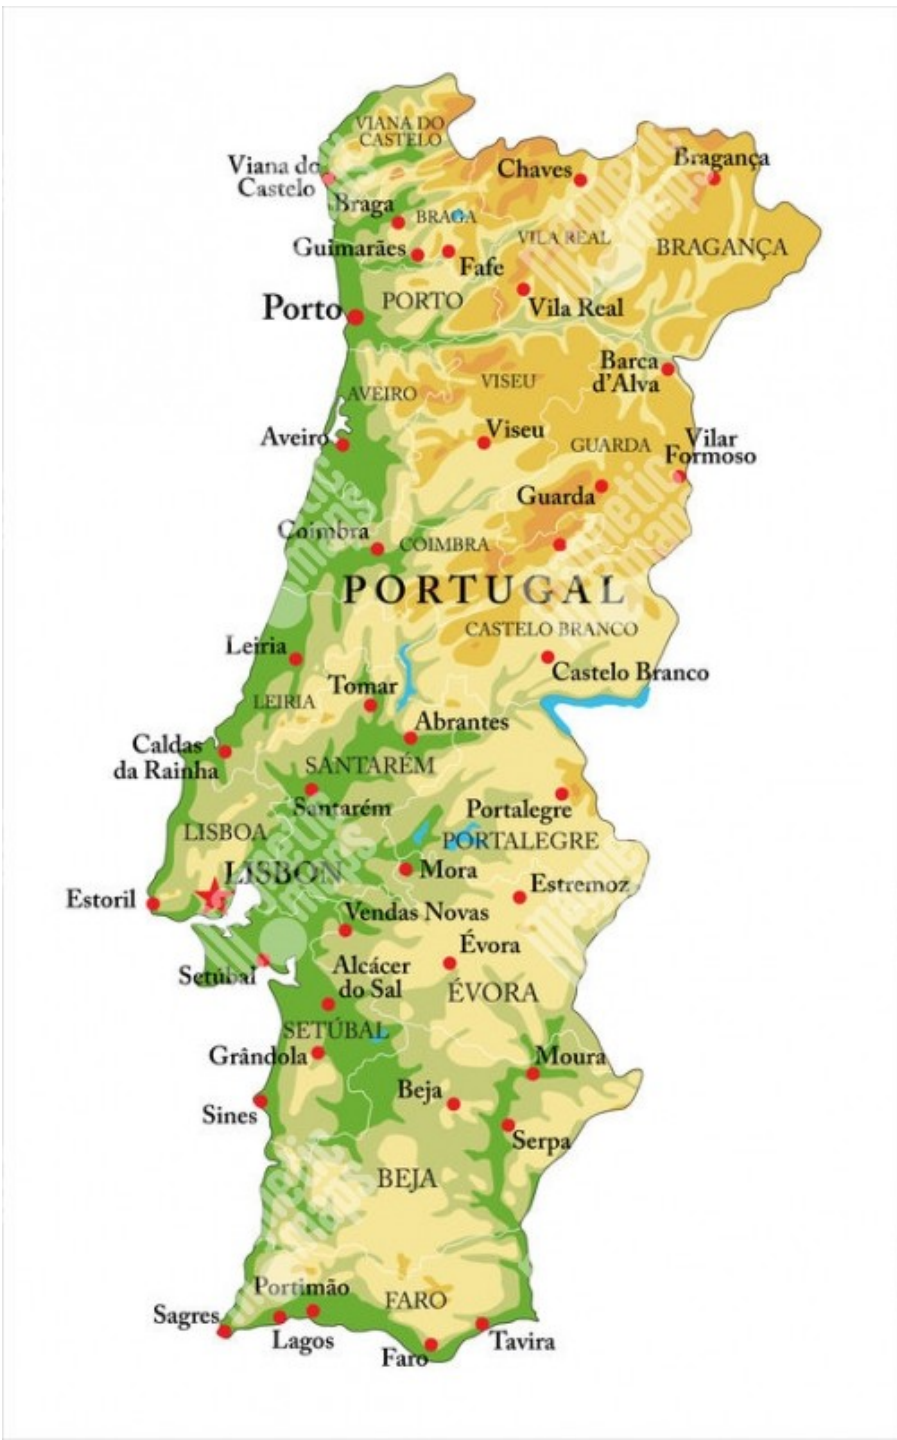 VIANA DO
CASTELO
Viana do
Castelo
Chaves
Bragança
Braga
BRAGA
VILA REAL
BRAGANÇA
Guimarães
Fafe
PORTO
Porto
Vila Real
Barca
d'Alva
AVEIRO
VISEU
Aveiro
Viseu
GUARDA
Vilar
Formoso
Guarda
Coimbra
COIMBRA
PORTUGAL
CASTELO BRANCO
Leiria
Castelo Branco
Tomar
LEIRIA
Abrantes
Caldas
da Rainha
SANTARÉM
Santarém
Portalegre
LISBOA
PORTALEGRE
LISBON
Mora
Estremoz
Estoril
Vendas Novas
Évora
Setúbal
Alcácer
do Sal
ÉVORA
SETÚBAL
Grândola
Moura
Beja
Sines
Serpa
BEJA
Portimão
FARO
Sagres
Lagos
Tavira
Faro